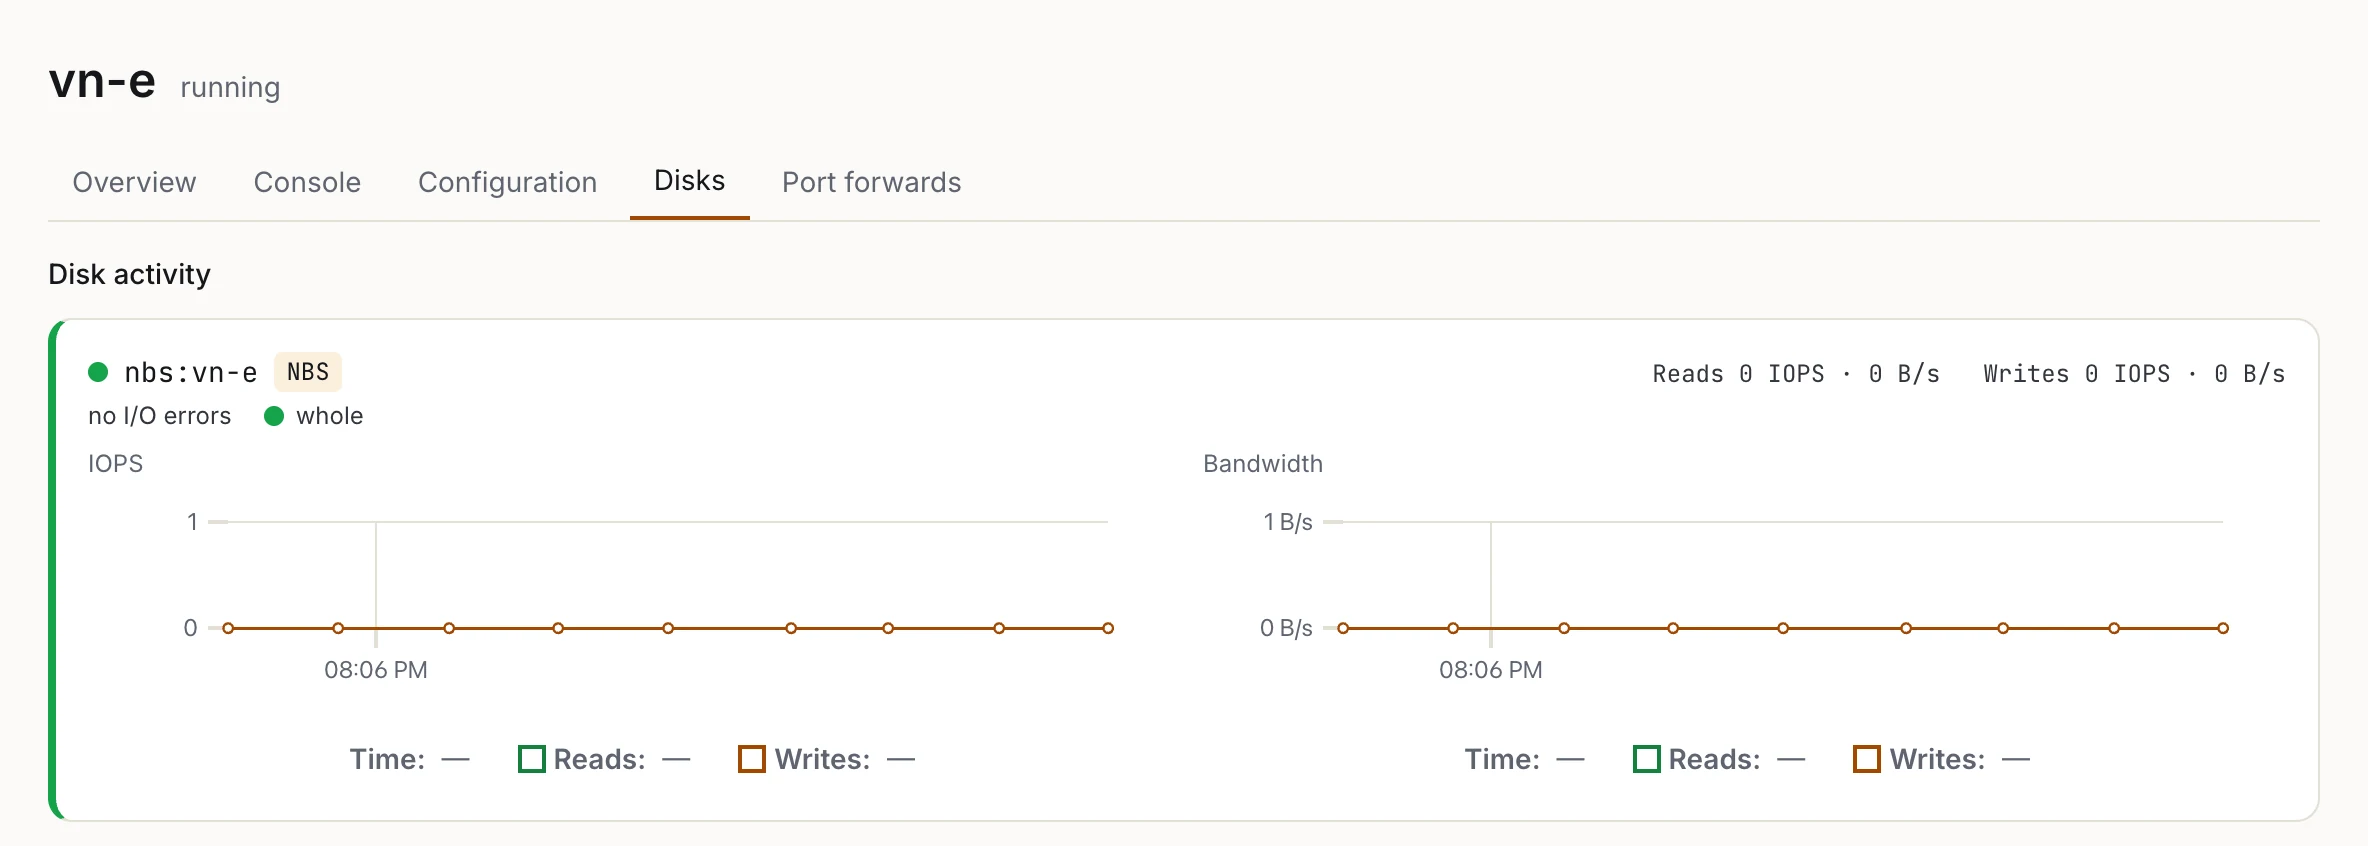 vn-e running
Overview Console Configuration Disks Port forwards
Disk activity
nbs:vn-e NBS Reads 0 IOPS · 0 B/s Writes 0 IOPS · 0 B/s
no I/O errors whole
IOPS
1
0
08:06 PM
Time: — Reads: — Writes: —
Bandwidth
1 B/s
0 B/s
08:06 PM
Time: — Reads: — Writes: —